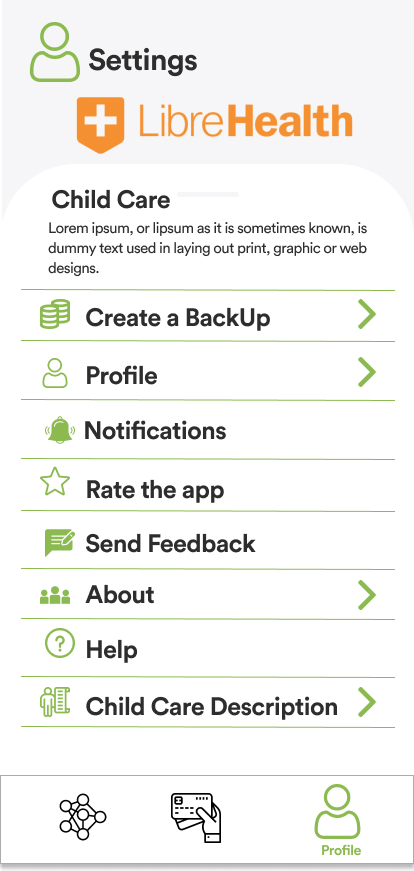 Settings
LibreHealth
Child Care
Lorem ipsum, or lipsum as it is sometimes known, is
dummy text used in laying out print, graphic or web
designs.
Create a BackUp
Profile
Notifications
Rate the app
Send Feedback
About
Help
Child Care Description
Profile